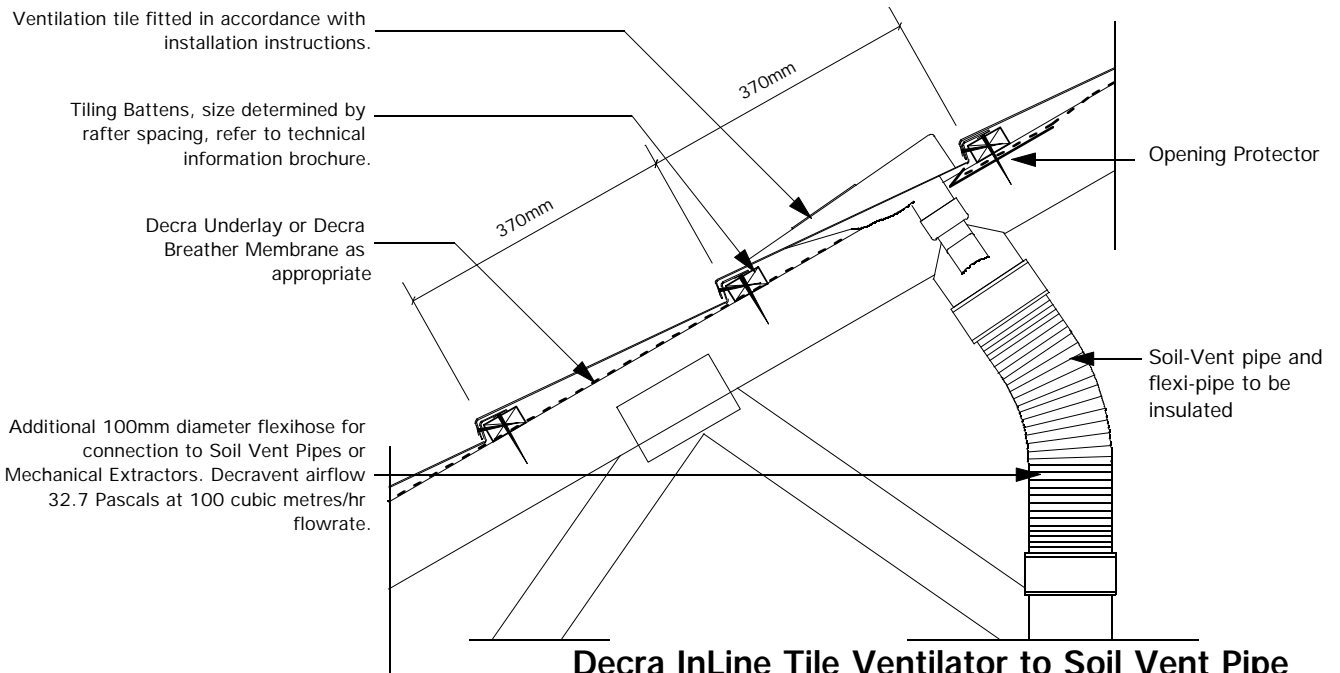 Ventilation tile fitted in accordance with
installation instructions.
370mm
Tiling Battens, size determined by
rafter spacing, refer to technical
information brochure.
Opening Protector
370mm
Decra Underlay or Decra
Breather Membrane as
appropriate
Soil-Vent pipe and
flexi-pipe to be
insulated
Additional 100mm diameter flexihose for
connection to Soil Vent Pipes or
Mechanical Extractors. Decravent airflow
32.7 Pascals at 100 cubic metres/hr
flowrate.
Decra InLine Tile Ventilator to Soil Vent Pipe